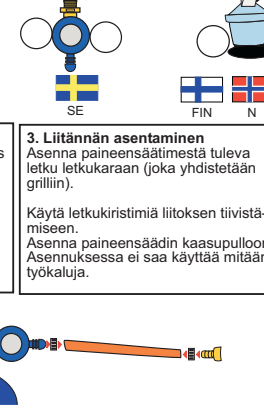 SE
FIN N
s
3. Liitännän asentaminen
Asenna paineensäätimestä tuleva
letku letkukaraan (joka yhdistetään
grilliin).
Käytä letkukiristimiä liitoksen tiivistä-
miseen.
Asenna paineensäädin kaasupulloon
Asennuksessa ei saa käyttää mitään
työkaluja.